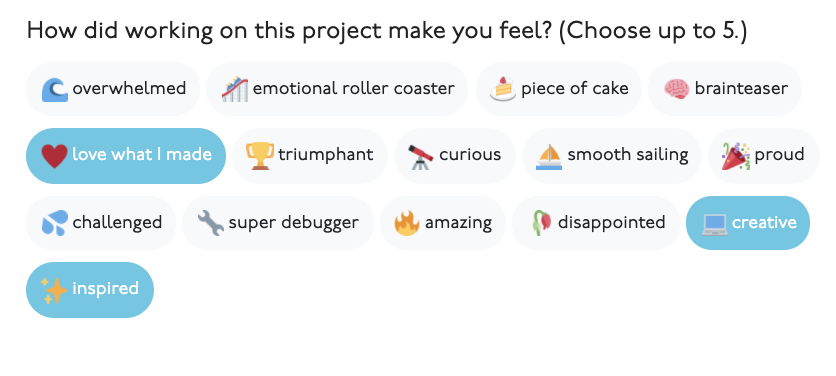 How did working on this project make you feel? (Choose up to 5.)
overwhelmed emotional roller coaster piece of cake brainteaser
love what I made triumphant curious smooth sailing proud
challenged super debugger amazing disappointed creative
inspired